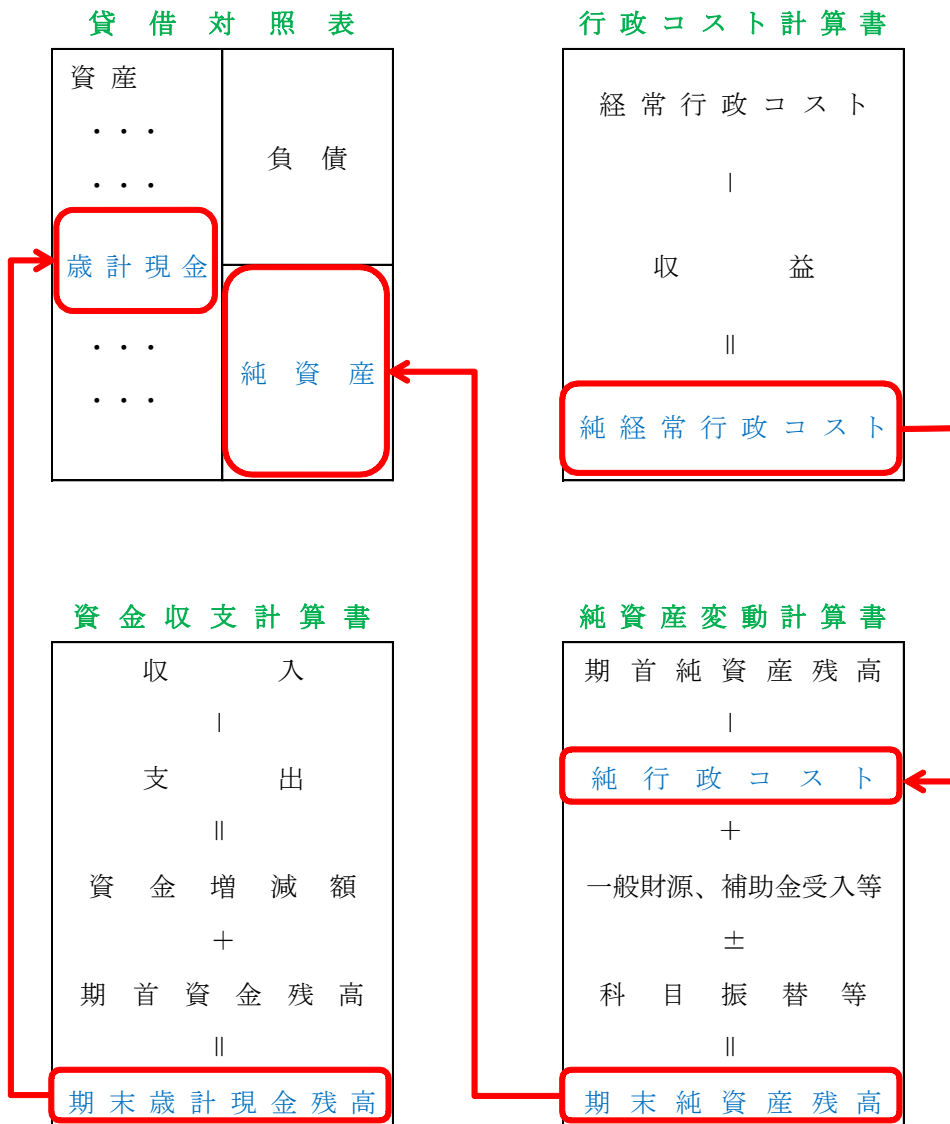 貸借対照表
資産
・・・
・・・
歳計現金
・・・
・・・
負債
純資産
行政コスト計算書
経常行政コスト
－
収益
＝
純経常行政コスト
資金収支計算書
収入
－
支出
＝
資金増減額
＋
期首資金残高
＝
期末歳計現金残高
純資産変動計算書
期首純資産残高
－
純行政コスト
＋
一般財源、補助金受入等
±
科目振替等
＝
期末純資産残高